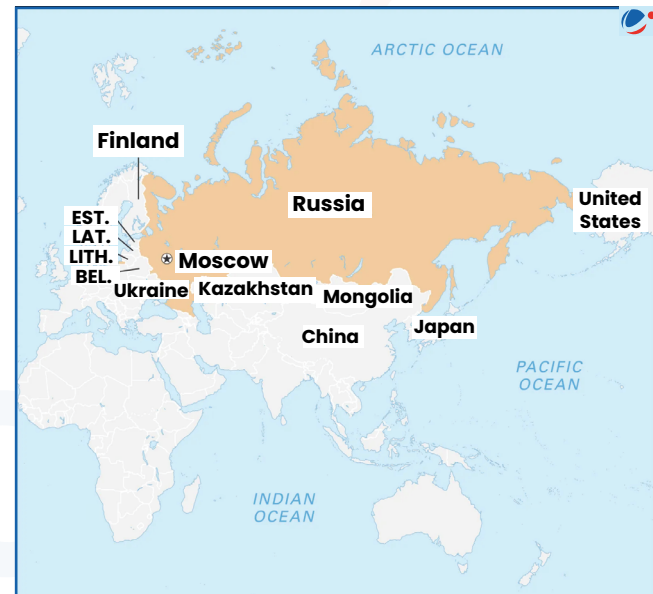 ARCTIC OCEAN
Finland
Russia
United
States
EST.
LAT.
LITH.
BEL.
Moscow
Ukraine
Kazakhstan
Mongolia
China
Japan
PACIFIC
OCEAN
INDIAN
OCEAN